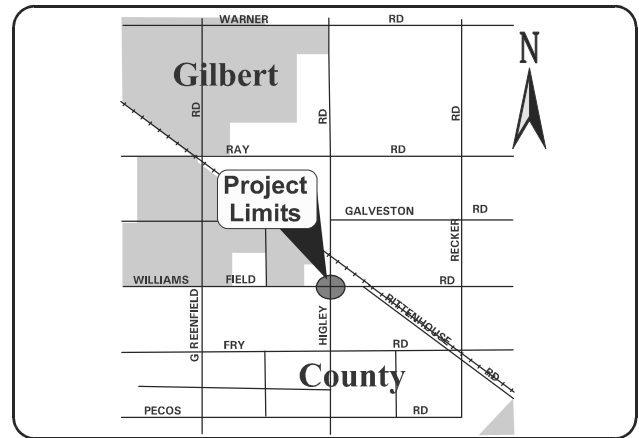 WARNER RD
N
Gilbert
RD
RD
RD
RAY RD
Project
Limits
GALVESTON RD
RECKER
WILLIAMS FIELD RD
RITTENHOUSE RD
GREENFIELD
HIGLEY
FRY RD
County
PECOS RD